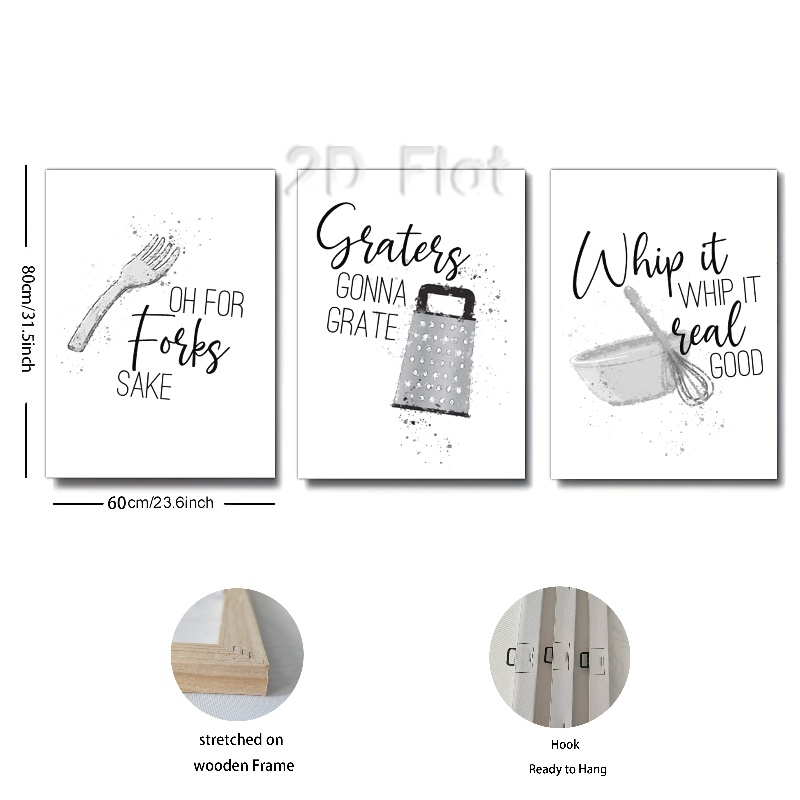 2D Flat
80cm/31.5inch
OH FOR
Forks
SAKE
Graters
GONNA
GRATE
Whip it
WHIP IT
real
GOOD
60cm/23.6inch
stretched on
wooden Frame
Hook
Ready to Hang